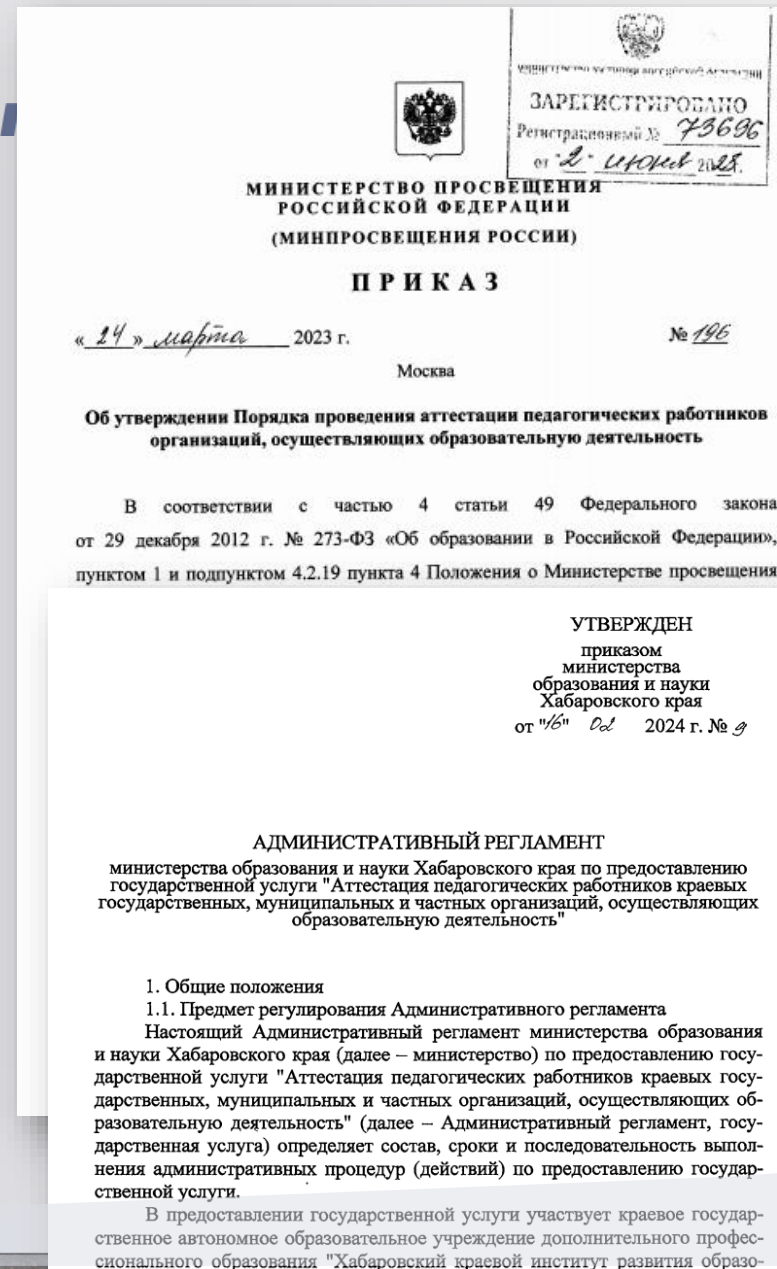 МИНИСТЕРСТВО ЮСТИЦИИ РОССИЙСКОЙ ФЕДЕРАЦИИ
ЗАРЕГИСТРИРОВАНО
Регистрационный № 73696
от "2" июня 2023.
МИНИСТЕРСТВО ПРОСВЕЩЕНИЯ
РОССИЙСКОЙ ФЕДЕРАЦИИ
(МИНПРОСВЕЩЕНИЯ РОССИИ)
ПРИКАЗ
« 24 » марта 2023 г.
№ 196
Москва
Об утверждении Порядка проведения аттестации педагогических работников
организаций, осуществляющих образовательную деятельность
В соответствии с частью 4 статьи 49 Федерального закона
от 29 декабря 2012 г. № 273-ФЗ «Об образовании в Российской Федерации»,
пунктом 1 и подпунктом 4.2.19 пункта 4 Положения о Министерстве просвещения
УТВЕРЖДЕН
приказом
министерства
образования и науки
Хабаровского края
от "16" 02 2024 г. № 9
АДМИНИСТРАТИВНЫЙ РЕГЛАМЕНТ
министерства образования и науки Хабаровского края по предоставлению
государственной услуги "Аттестация педагогических работников краевых
государственных, муниципальных и частных организаций, осуществляющих
образовательную деятельность"
1. Общие положения
1.1. Предмет регулирования Административного регламента
Настоящий Административный регламент министерства образования
и науки Хабаровского края (далее – министерство) по предоставлению госу-
дарственной услуги "Аттестация педагогических работников краевых госу-
дарственных, муниципальных и частных организаций, осуществляющих об-
разовательную деятельность" (далее – Административный регламент, госу-
дарственная услуга) определяет состав, сроки и последовательность выпол-
нения административных процедур (действий) по предоставлению государ-
ственной услуги.
В предоставлении государственной услуги участвует краевое государ-
ственное автономное образовательное учреждение дополнительного профес-
сионального образования "Хабаровский краевой институт развития образо-